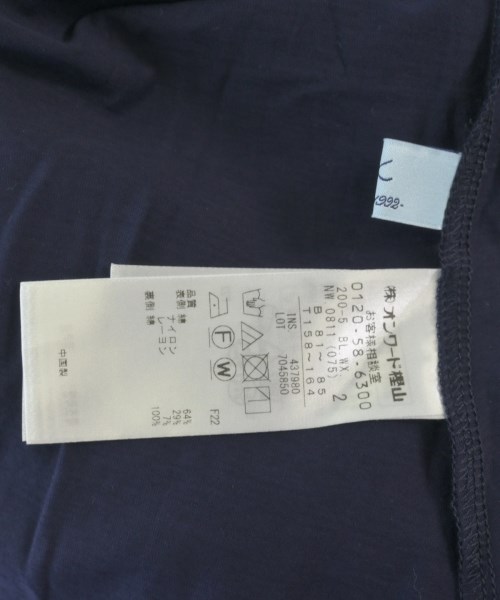 ㈱オンワード樫山
お客様相談室
0120-58-6300
200-5 BL WX
NW 0811 (075) 2
B 81~ 85
T 158~164
INS. 437980
LOT 7045850
F W
F22
品質
表側 綿 64%
ナイロン 29%
レーヨン 7%
裏側 綿 100%
中国製
1992-